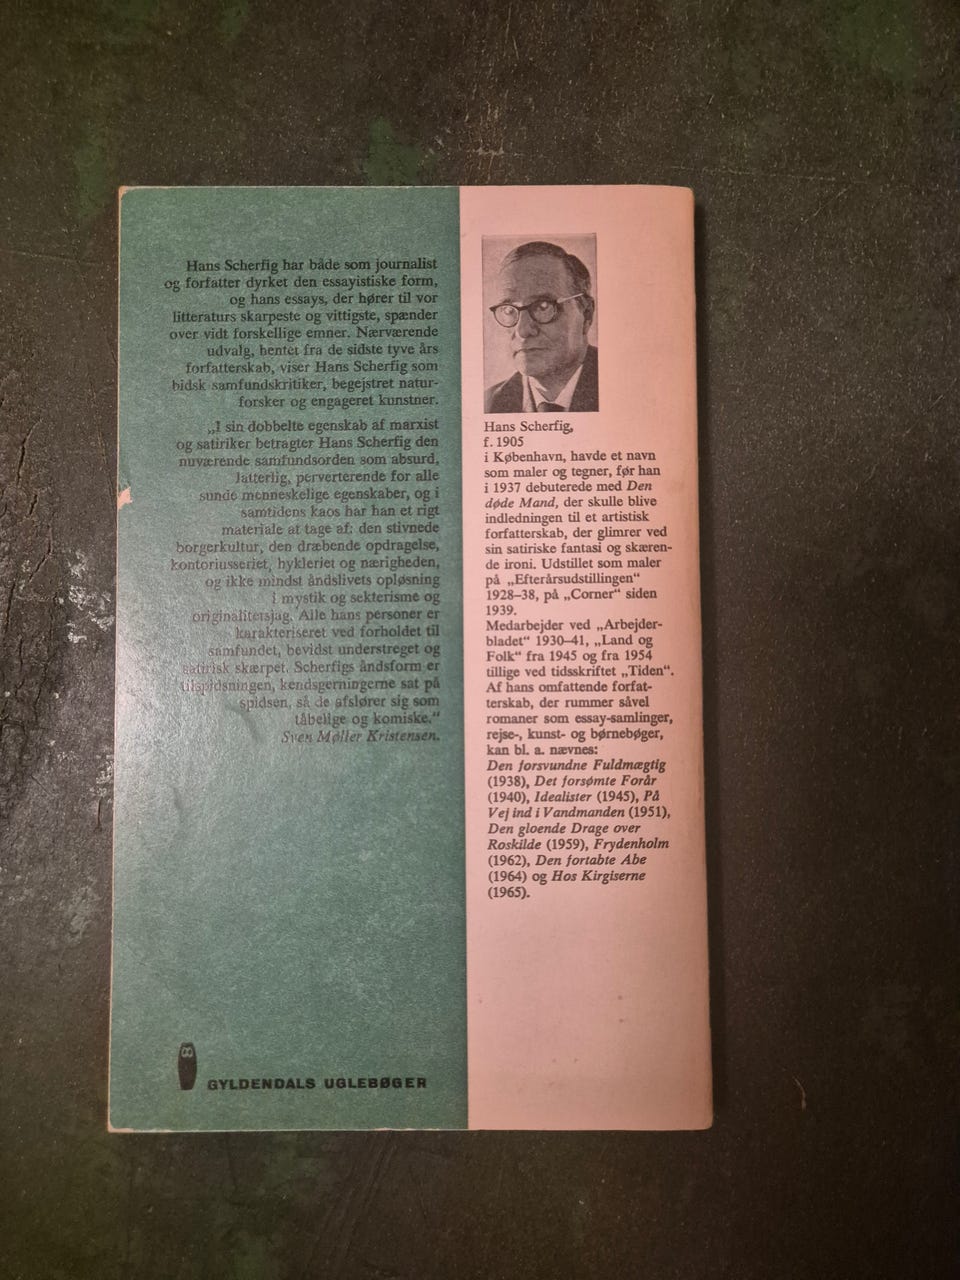 Hans Scherfig har både som journalist
og forfatter dyrket den essayistiske form,
og hans essays, der hører til vor
litteraturs skarpeste og vittigste, spænder
over vidt forskellige emner. Nærværende
udvalg, hentet fra de sidste tyve års
forfatterskab, viser Hans Scherfig som
bidsk samfundskritiker, begejstret natur-
forsker og engageret kunstner.
„I sin dobbelte egenskab af marxist
og satiriker betragter Hans Scherfig den
nuværende samfundsorden som absurd,
latterlig, perverterende for alle
sunde menneskelige egenskaber, og i
samtidens kaos har han et rigt
materiale at tage af: den stivnede
borgerkultur, den dræbende opdragelse,
kontoriusseriet, hykleriet og nærigheden,
og ikke mindst åndslivets opløsning
i mystik og sekterisme og
originalitetsjag. Alle hans personer er
karakteriseret ved forholdet til
samfundet, bevidst understreget og
satirisk skærpet. Scherfigs åndsform er
tilspidsningen, kendsgerningerne sat på
spidsen, så de afslører sig som
tåbelige og komiske.“
Sven Møller Kristensen.
GYLDENDALS UGLEBØGER
Hans Scherfig,
f. 1905
i København, havde et navn
som maler og tegner, før han
i 1937 debuterede med Den
døde Mand, der skulle blive
indledningen til et artistisk
forfatterskab, der glimrer ved
sin satiriske fantasi og skæren-
de ironi. Udstillet som maler
på „Efterårsudstillingen“
1928–38, på „Corner“ siden
1939.
Medarbejder ved „Arbejder-
bladet“ 1930–41, „Land og
Folk“ fra 1945 og fra 1954
tillige ved tidsskriftet „Tiden“.
Af hans omfattende forfat-
terskab, der rummer såvel
romaner som essay-samlinger,
rejse-, kunst- og børnebøger,
kan bl. a. nævnes:
Den forsvundne Fuldmægtig
(1938), Det forsømte Forår
(1940), Idealister (1945), På
Vej ind i Vandmanden (1951),
Den gloende Drage over
Roskilde (1959), Frydenholm
(1962), Den fortabte Abe
(1964) og Hos Kirgiserne
(1965).